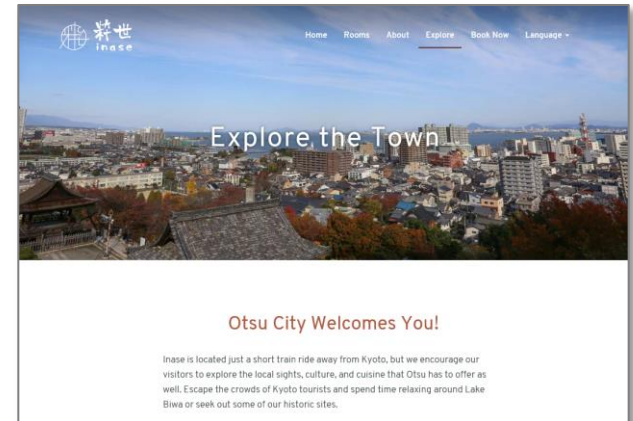 粋世
inase
Home Rooms About Explore Book Now Language
Explore the Town
Otsu City Welcomes You!
Inase is located just a short train ride away from Kyoto, but we encourage our
visitors to explore the local sights, culture, and cuisine that Otsu has to offer as
well. Escape the crowds of Kyoto tourists and spend time relaxing around Lake
Biwa or seek out some of our historic sites.